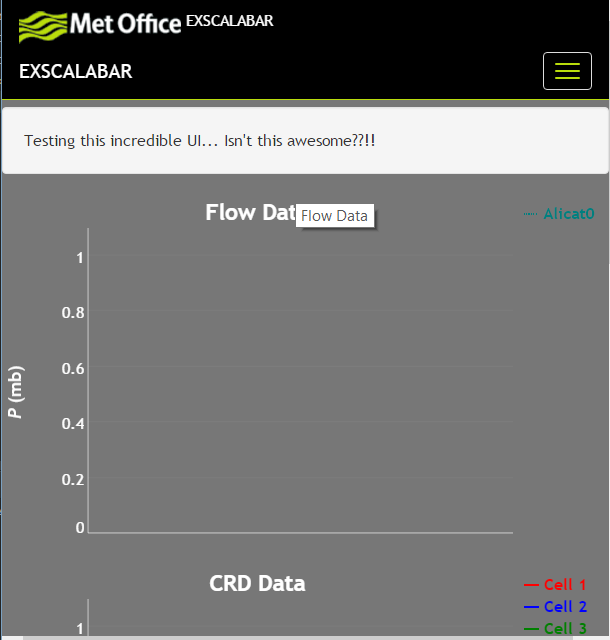 Met Office EXSCALABAR
EXSCALABAR
Testing this incredible UI... Isn't this awesome??!!
Flow Dat
Flow Data
Alicat0
1
0.8
0.6
0.4
0.2
0
P (mb)
CRD Data
Cell 1
Cell 2
Cell 3
1